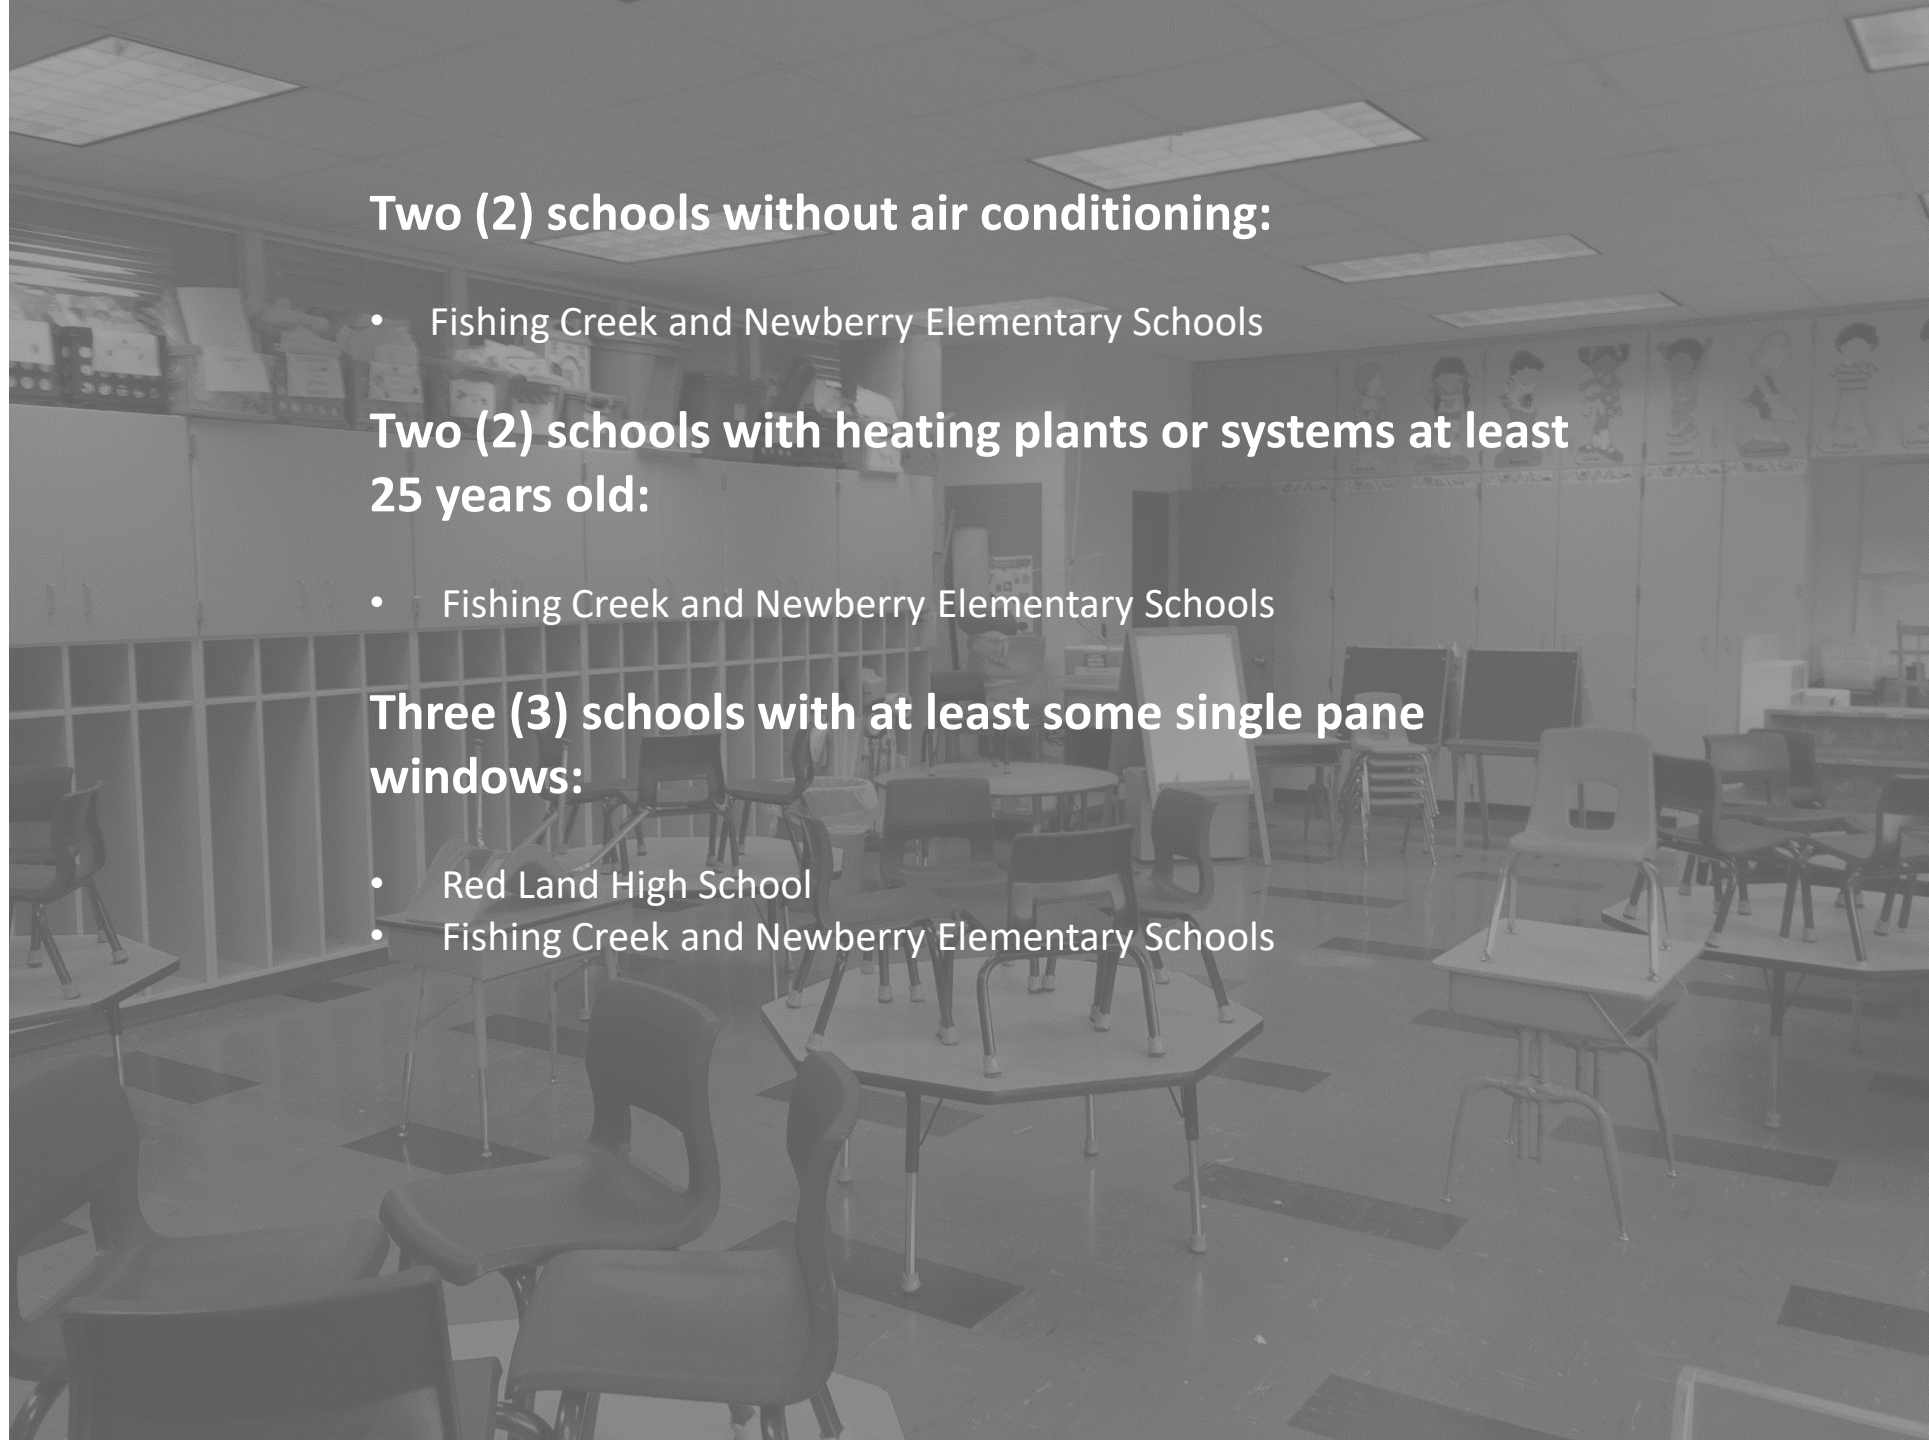 Two (2) schools without air conditioning:
• Fishing Creek and Newberry Elementary Schools
Two (2) schools with heating plants or systems at least
25 years old:
• Fishing Creek and Newberry Elementary Schools
Three (3) schools with at least some single pane
windows:
• Red Land High School
• Fishing Creek and Newberry Elementary Schools